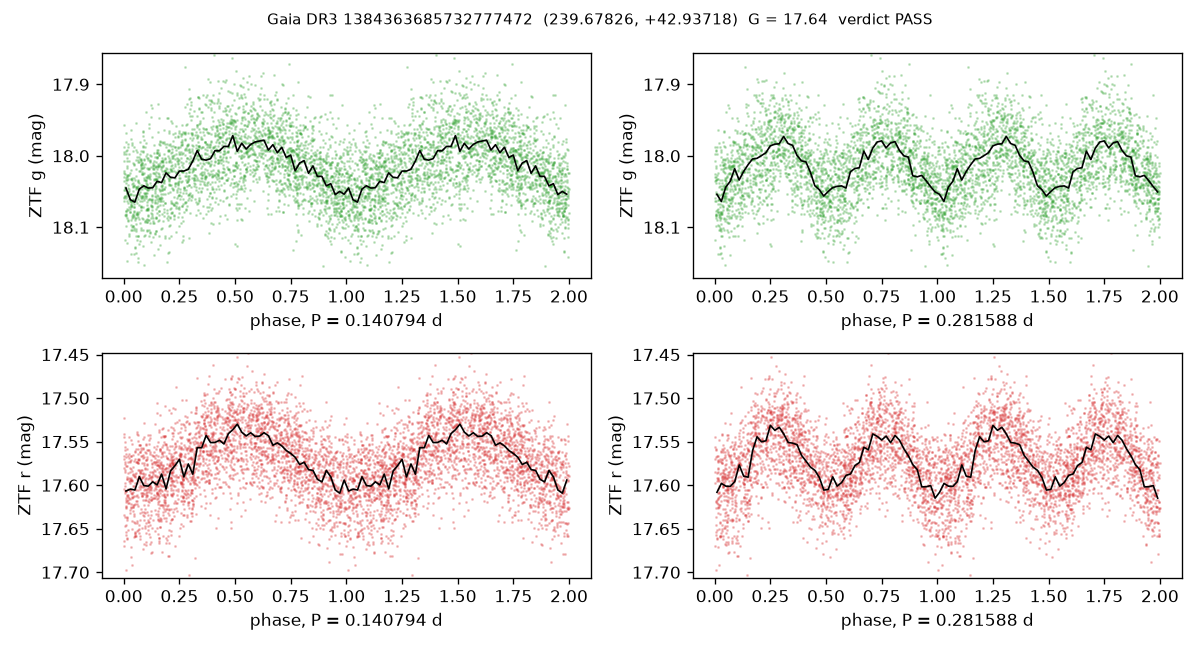 Gaia DR3 1384363685732777472 (239.67826, +42.93718) G = 17.64 verdict PASS
ZTF g (mag)
17.9
18.0
18.1
0.00 0.25 0.50 0.75 1.00 1.25 1.50 1.75 2.00
phase, P = 0.140794 d
ZTF g (mag)
17.9
18.0
18.1
0.00 0.25 0.50 0.75 1.00 1.25 1.50 1.75 2.00
phase, P = 0.281588 d
ZTF r (mag)
17.45
17.50
17.55
17.60
17.65
17.70
0.00 0.25 0.50 0.75 1.00 1.25 1.50 1.75 2.00
phase, P = 0.140794 d
ZTF r (mag)
17.45
17.50
17.55
17.60
17.65
17.70
0.00 0.25 0.50 0.75 1.00 1.25 1.50 1.75 2.00
phase, P = 0.281588 d